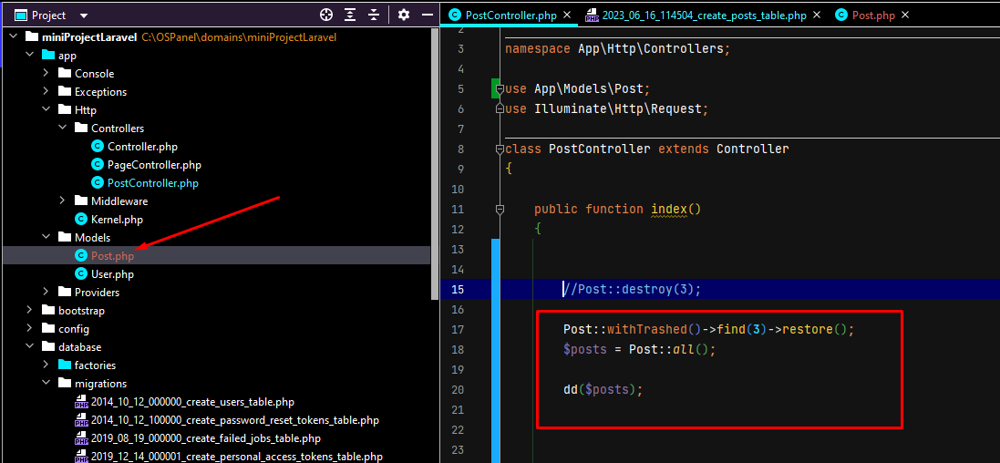 Project
miniProjectLaravel C:\OSPanel\domains\miniProjectLaravel
app
Console
Exceptions
Http
Controllers
Controller.php
PageController.php
PostController.php
Middleware
Kernel.php
Models
Post.php
User.php
Providers
bootstrap
config
database
factories
migrations
2014_10_12_000000_create_users_table.php
2014_10_12_100000_create_password_reset_tokens_table.php
2019_08_19_000000_create_failed_jobs_table.php
2019_12_14_000001_create_personal_access_tokens_table.php
PostController.php 2023_06_16_114504_create_posts_table.php Post.php
2
3 namespace App\Http\Controllers;
4
5 use App\Models\Post;
6 use Illuminate\Http\Request;
7
8 class PostController extends Controller
9 {
10
11 public function index()
12 {
13
14
15 //Post::destroy(3);
16
17 Post::withTrashed()->find(3)->restore();
18 $posts = Post::all();
19
20 dd($posts);
21
22
23